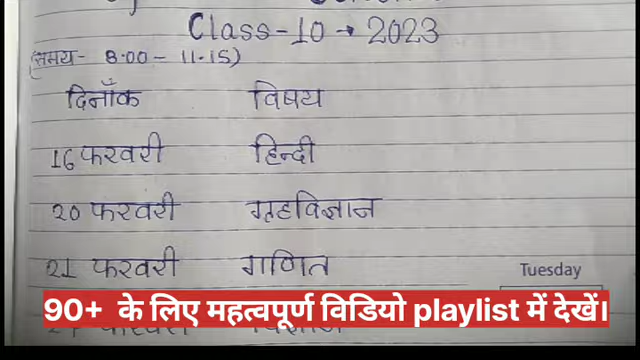 Class-10 → 2023
(समय- 8.00 - 11.15)
दिनाँक विषय
16 फरवरी हिन्दी
20 फरवरी गृहविज्ञान
21 फरवरी गणित
Tuesday
90+ के लिए महत्वपूर्ण विडियो playlist में देखें।